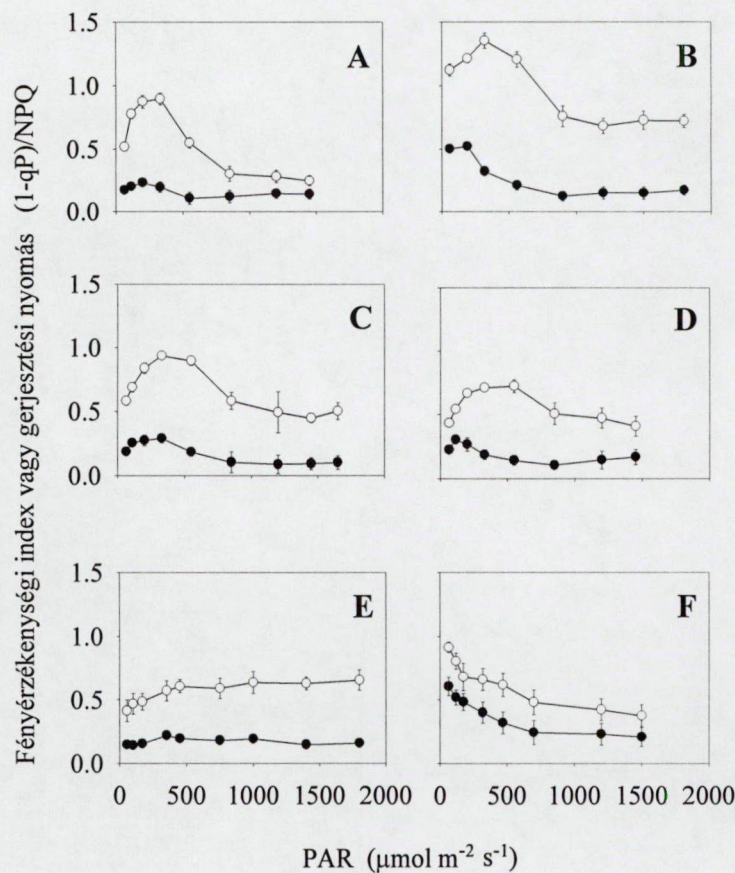 Fényérzékenységi index vagy gerjesztési nyomás (1-qP)/NPQ
1.5
1.0
0.5
0.0
A
B
1.5
1.0
0.5
0.0
C
D
1.5
1.0
0.5
0.0
E
F
0 500 1000 1500 2000
0 500 1000 1500 2000
PAR (µmol m⁻² s⁻¹)